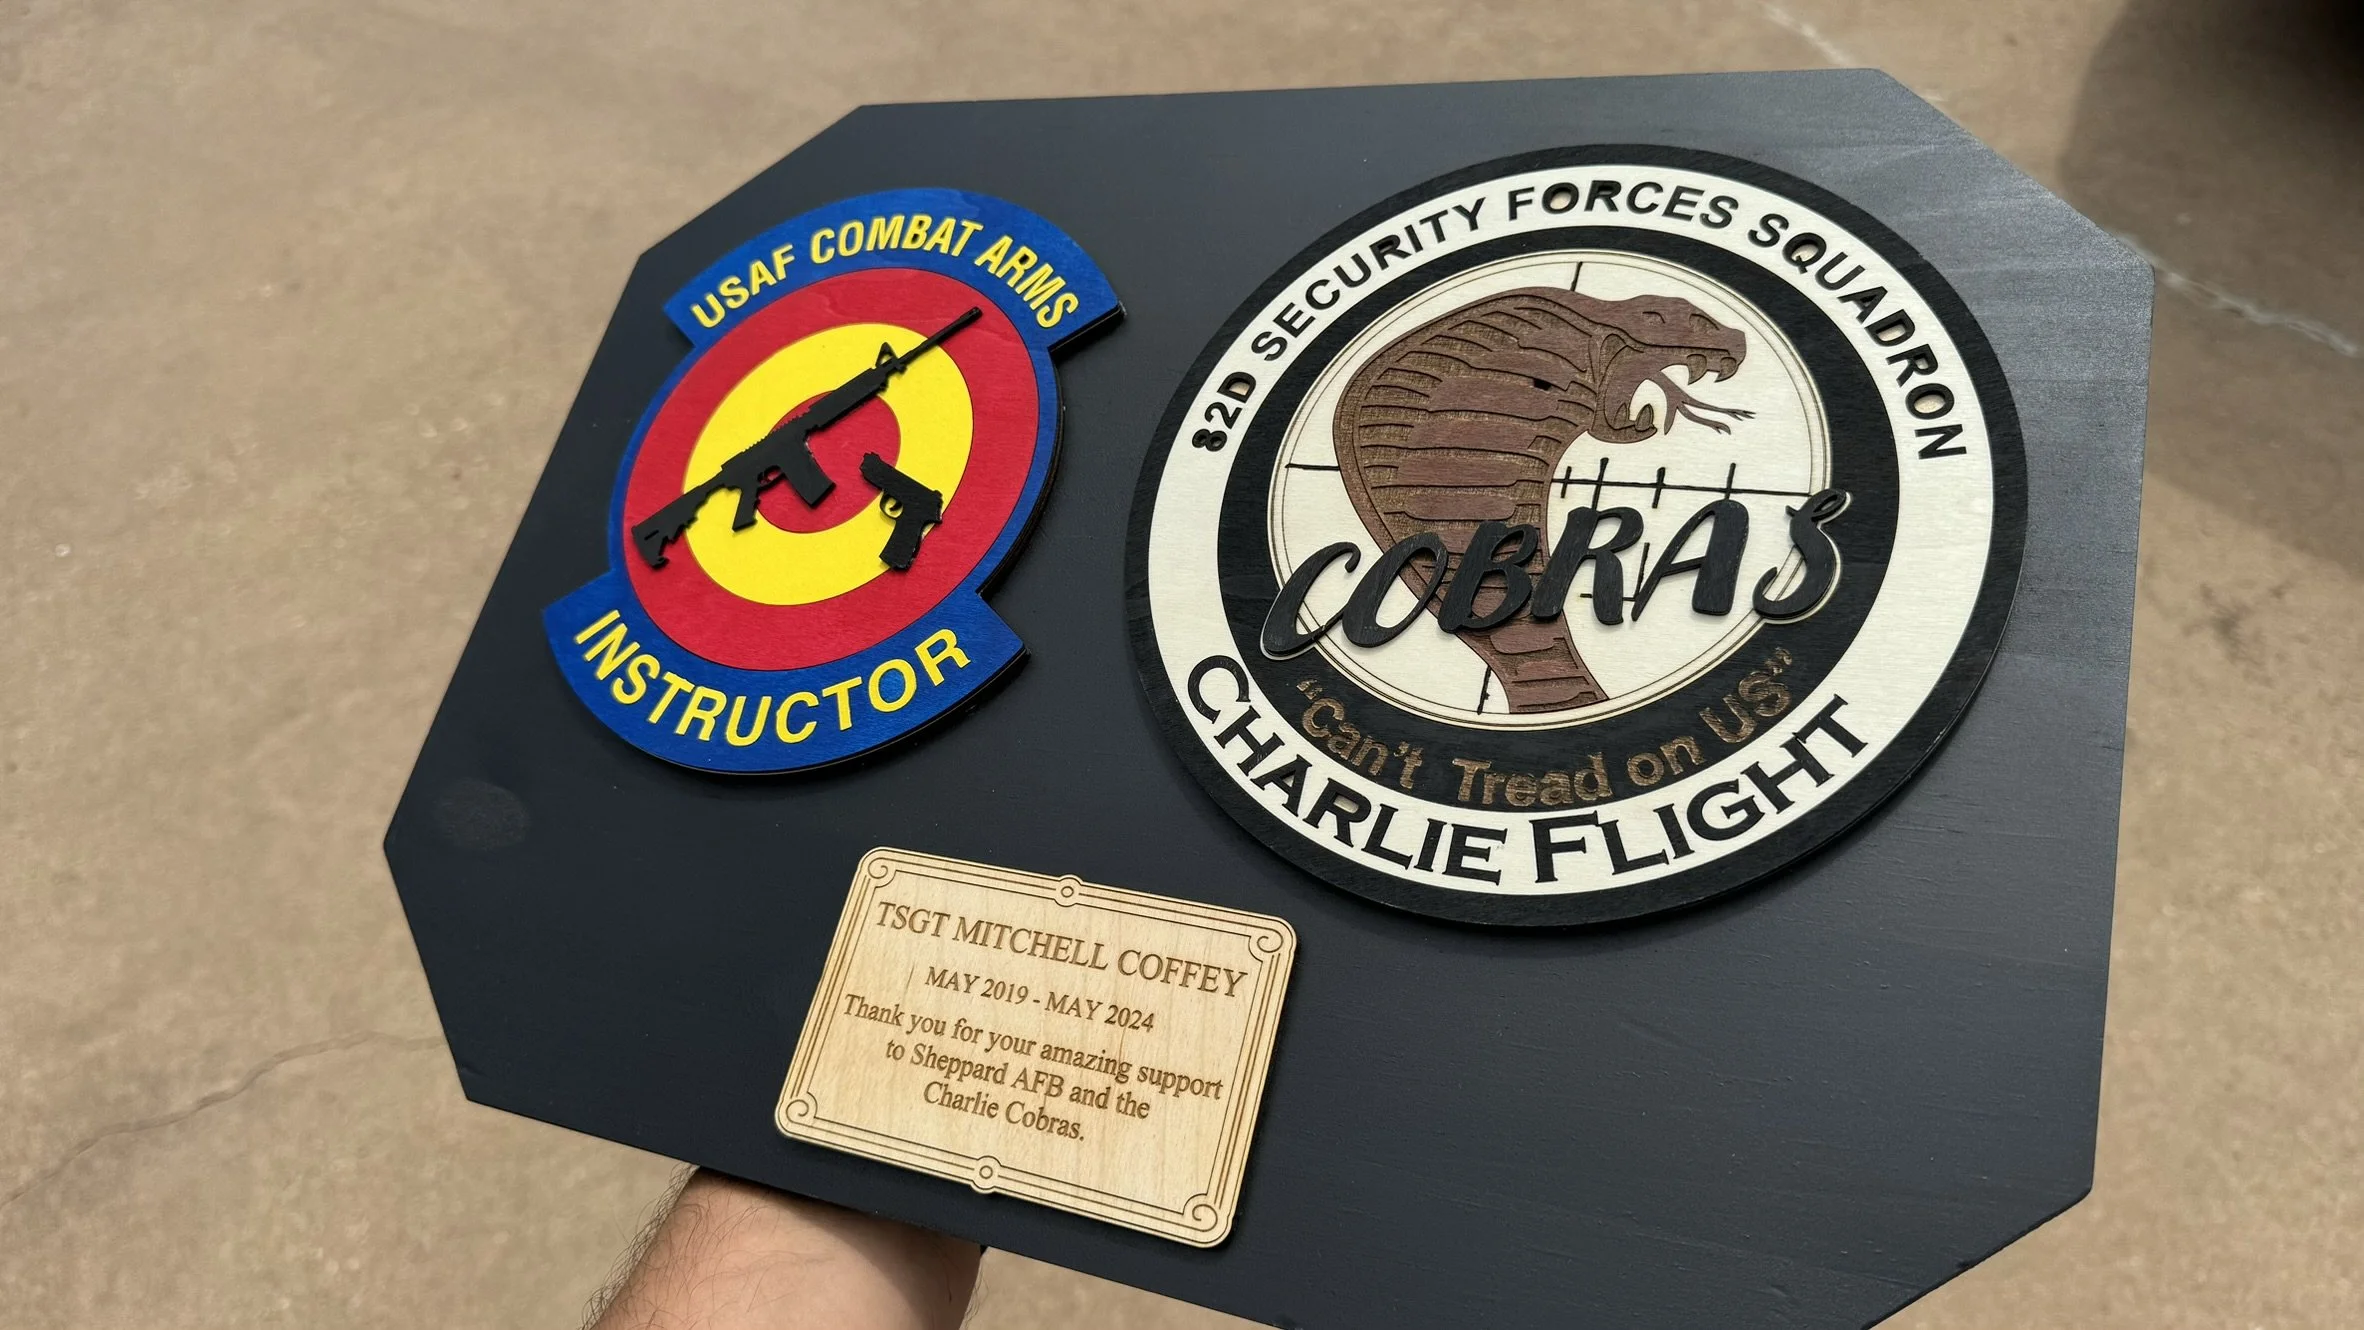 USAF COMBAT ARMS
INSTRUCTOR
82D SECURITY FORCES SQUADRON
COBRAS
"Can't Tread on US"
CHARLIE FLIGHT
TSGT MITCHELL COFFEY
MAY 2019 - MAY 2024
Thank you for your amazing support
to Sheppard AFB and the
Charlie Cobras.